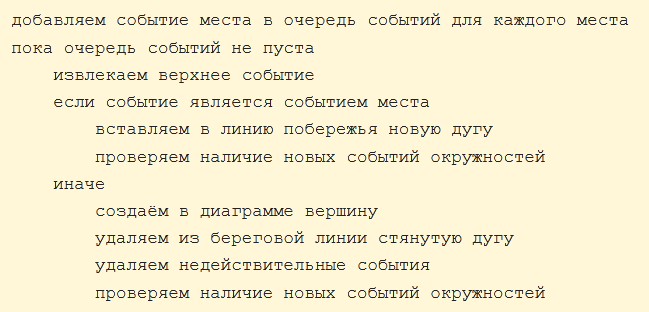 добавляем событие места в очередь событий для каждого места
пока очередь событий не пуста
извлекаем верхнее событие
если событие является событием места
вставляем в линию побережья новую дугу
проверяем наличие новых событий окружностей
иначе
создаём в диаграмме вершину
удаляем из береговой линии стянутую дугу
удаляем недействительные события
проверяем наличие новых событий окружностей